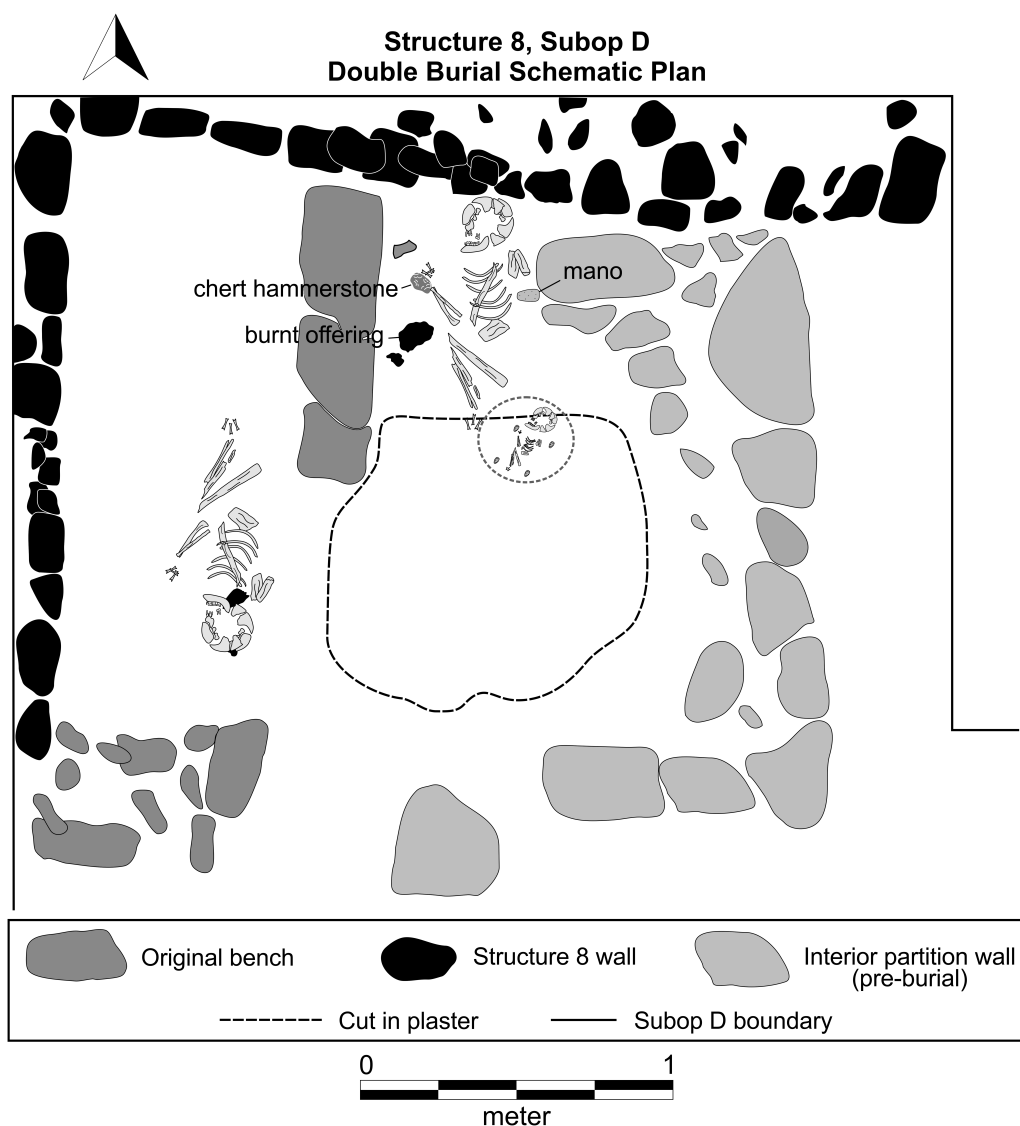 Structure 8, Subop D
Double Burial Schematic Plan
mano
chert hammerstone
burnt offering
Original bench
Structure 8 wall
Interior partition wall
(pre-burial)
Cut in plaster
Subop D boundary
0 1
meter